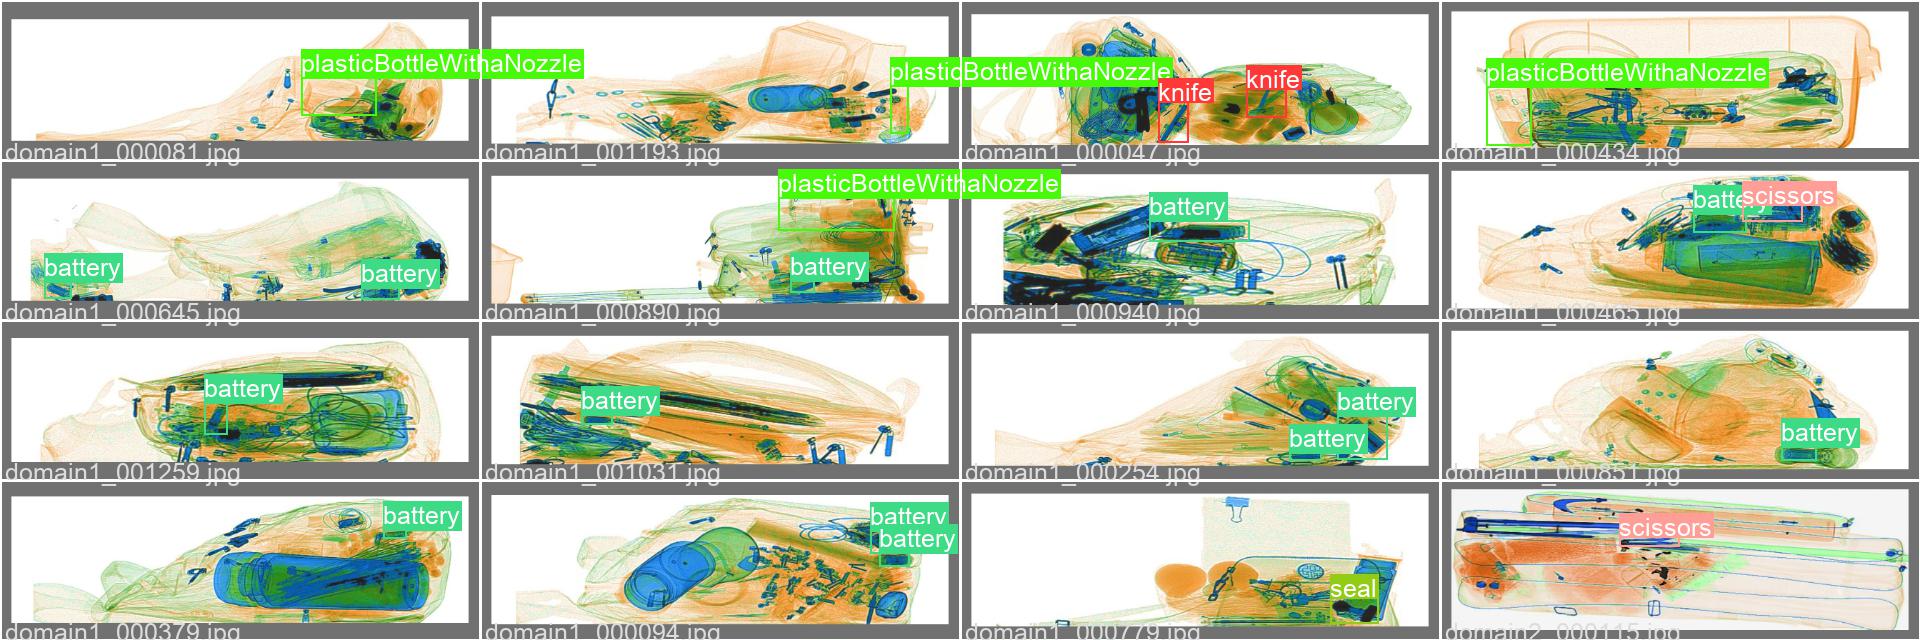 plasticBottleWithaNozzle
domain1_000081.jpg
plasticBottleWithaNozzle
domain1_001193.jpg
knife
knife
domain1_000047.jpg
plasticBottleWithaNozzle
domain1_000434.jpg
battery
battery
domain1_000645.jpg
plasticBottleWithaNozzle
battery
domain1_000890.jpg
battery
domain1_000940.jpg
battery
scissors
domain1_000465.jpg
battery
domain1_001259.jpg
battery
domain1_001031.jpg
battery
battery
domain1_000254.jpg
battery
domain1_000851.jpg
battery
domain1_000379.jpg
battery
battery
domain1_000094.jpg
seal
domain1_000779.jpg
scissors
domain2_000115.jpg